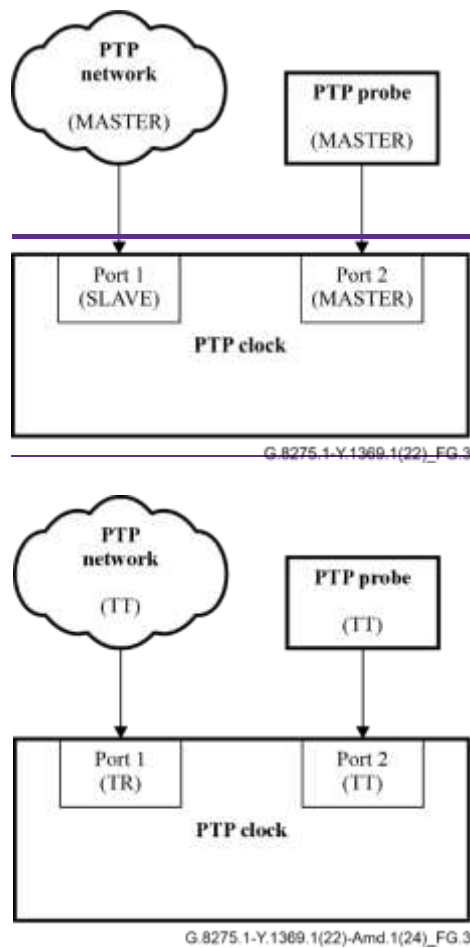 PTP
network
(MASTER)
PTP probe
(MASTER)
Port 1
(SLAVE)
Port 2
(MASTER)
PTP clock
G.8275.1-Y.1369.1(22)_FG.3
PTP
network
(TT)
PTP probe
(TT)
Port 1
(TR)
Port 2
(TT)
PTP clock
G.8275.1-Y.1369.1(22)-Amd.1(24)_FG.3